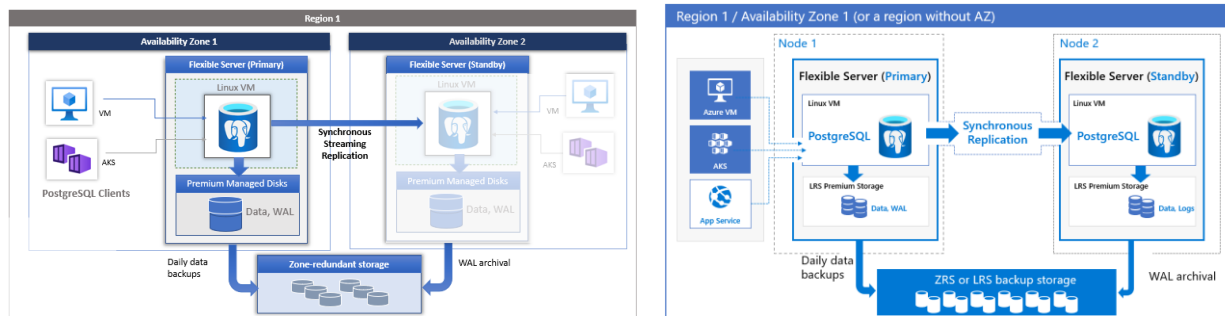 Region 1
Availability Zone 1
Availability Zone 2
Flexible Server (Primary)
Flexible Server (Standby)
Linux VM
Linux VM
VM
VM
Synchronous
Streaming
Replication
AKS
AKS
PostgreSQL Clients
Premium Managed Disks
Premium Managed Disks
Data, WAL
Data, WAL
Daily data
backups
Zone-redundant storage
WAL archival
Region 1 / Availability Zone 1 (or a region without AZ)
Node 1
Node 2
Flexible Server (Primary)
Flexible Server (Standby)
Azure VM
Linux VM
Linux VM
PostgreSQL
Synchronous
Replication
PostgreSQL
AKS
LRS Premium Storage
LRS Premium Storage
App Service
Data, WAL
Data, Logs
Daily data
backups
ZRS or LRS backup storage
WAL archival